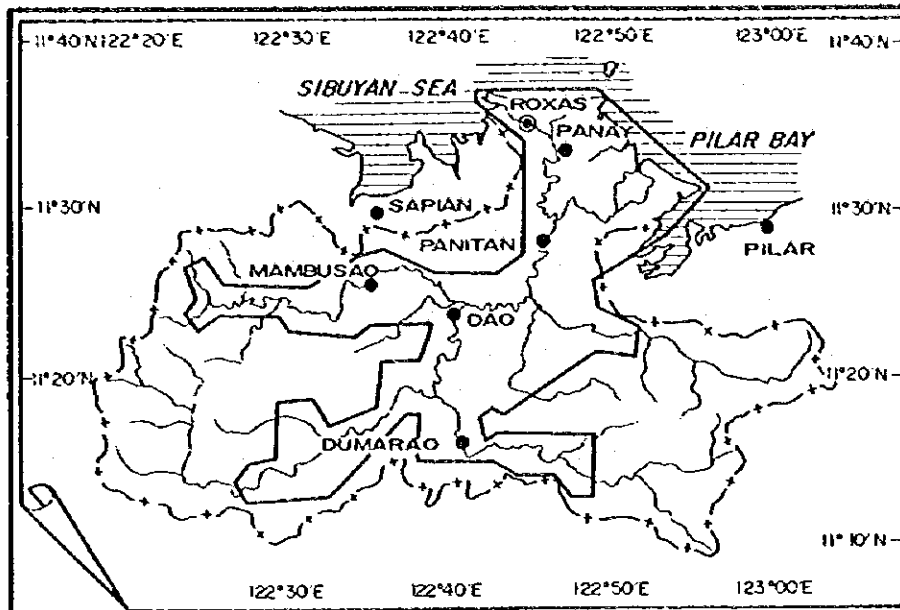 11°40'N 122°20'E 122°30'E 122°40'E 122°50'E 123°00'E 11°40'N
SIBUYAN SEA
ROXAS
PANAY
PILAR BAY
11°30'N SAPIAN 11°30'N
PANITAN PILAR
MAMBUSAO
DAO
11°20'N 11°20'N
DUMARAO
11°10'N
122°30'E 122°40'E 122°50'E 123°00'E